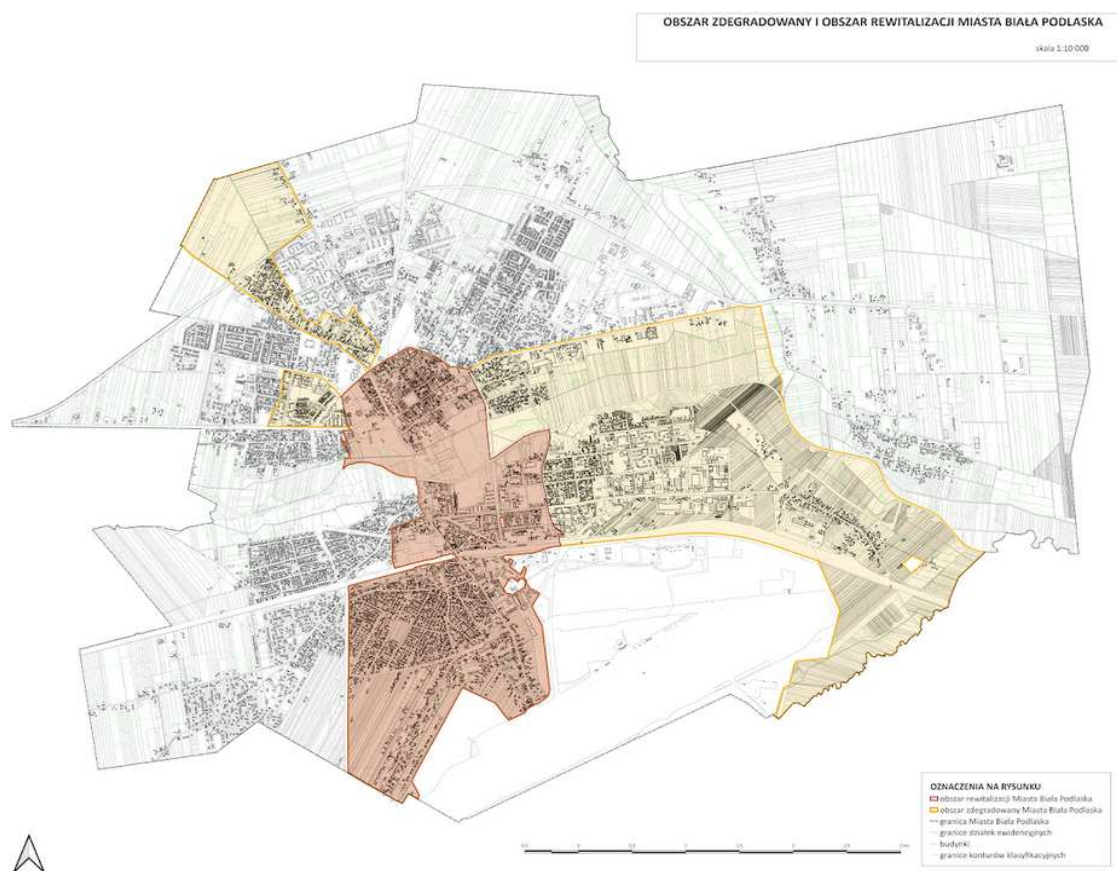 OBSZAR ZDEGRADOWANY I OBSZAR REWITALIZACJI MIASTA BIAŁA PODLASKA
skala 1:10 000
OZNACZENIA NA RYSUNKU
obszar rewitalizacji Miasta Biała Podlaska
obszar zdegradowany Miasta Biała Podlaska
granica Miasta Biała Podlaska
granice działek ewidencyjnych
budynki
granice konturów klasyfikacyjnych